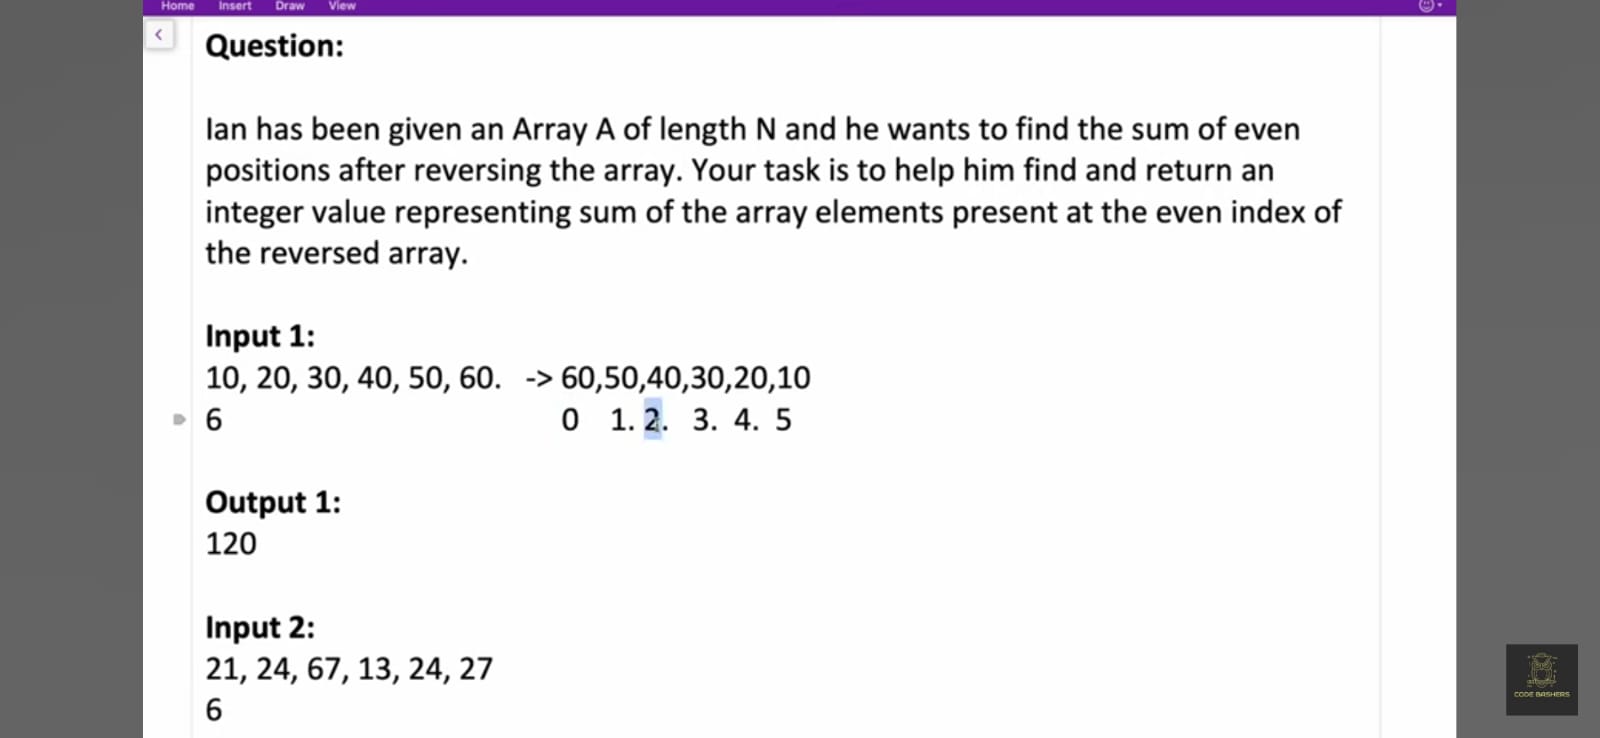 Home Insert Draw View
Question:
Ian has been given an Array A of length N and he wants to find the sum of even
positions after reversing the array. Your task is to help him find and return an
integer value representing sum of the array elements present at the even index of
the reversed array.
Input 1:
10, 20, 30, 40, 50, 60. -> 60,50,40,30,20,10
6 0 1. 2. 3. 4. 5
Output 1:
120
Input 2:
21, 24, 67, 13, 24, 27
6
CODE BASHERS